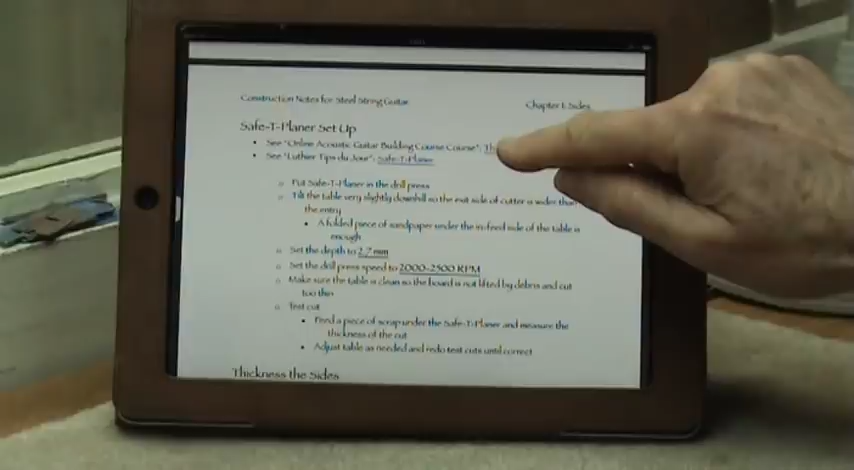 Construction Notes for Steel String Guitar
Chapter 1: Sides
Safe-T-Planer Set Up
• See "Online Acoustic Guitar Building Course Course":
• See "Luthier Tips du Jour": Safe-T-Planer
o Put Safe-T-Planer in the drill press
o Tilt the table very slightly downhill so the exit side of cutter is wider than
the entry
• A folded piece of sandpaper under the in-feed side of the table is
enough
o Set the depth to 2.7 mm
o Set the drill press speed to 2000-2500 RPM
o Make sure the table is clean so the board is not lifted by debris and cut
too thin
o Test cut
• Feed a piece of scrap under the Safe-T-Planer and measure the
thickness of the cut
• Adjust table as needed and redo test cuts until correct
Thickness the Sides